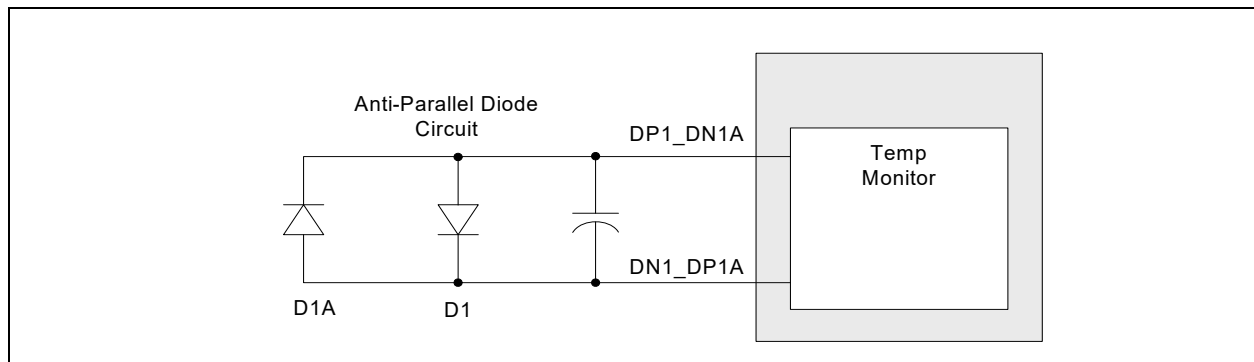 Anti-Parallel Diode
Circuit
DP1_DN1A
Temp
Monitor
DN1_DP1A
D1A
D1